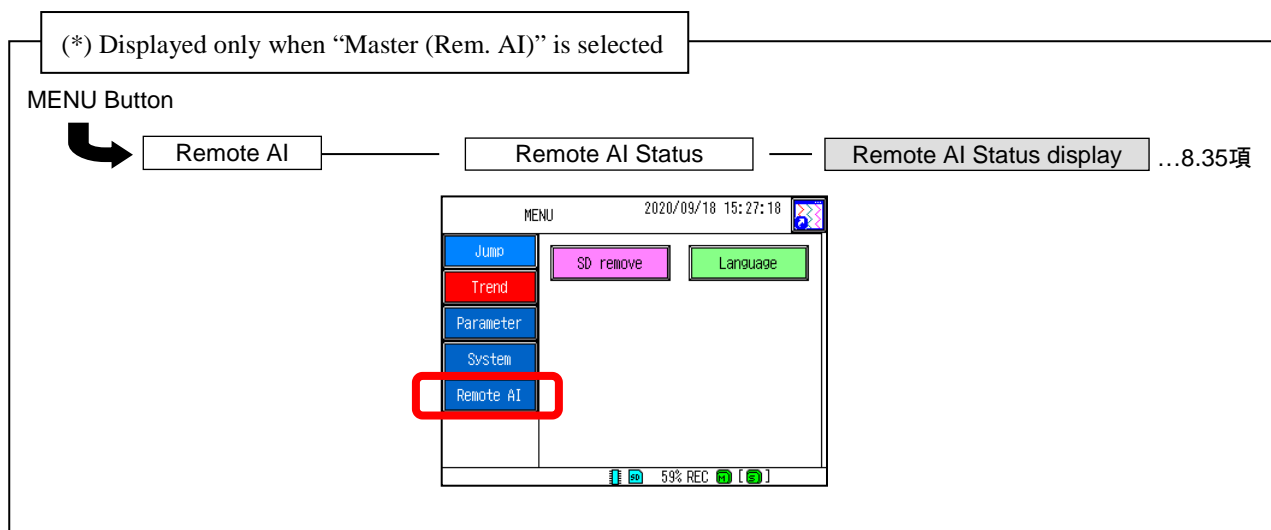 (*) Displayed only when “Master (Rem. AI)” is selected
MENU Button
Remote AI
Remote AI Status
Remote AI Status display
…8.35項
MENU
2020/09/18 15:27:18
Jump
SD remove
Language
Trend
Parameter
System
Remote AI
SD 59% REC M [S]